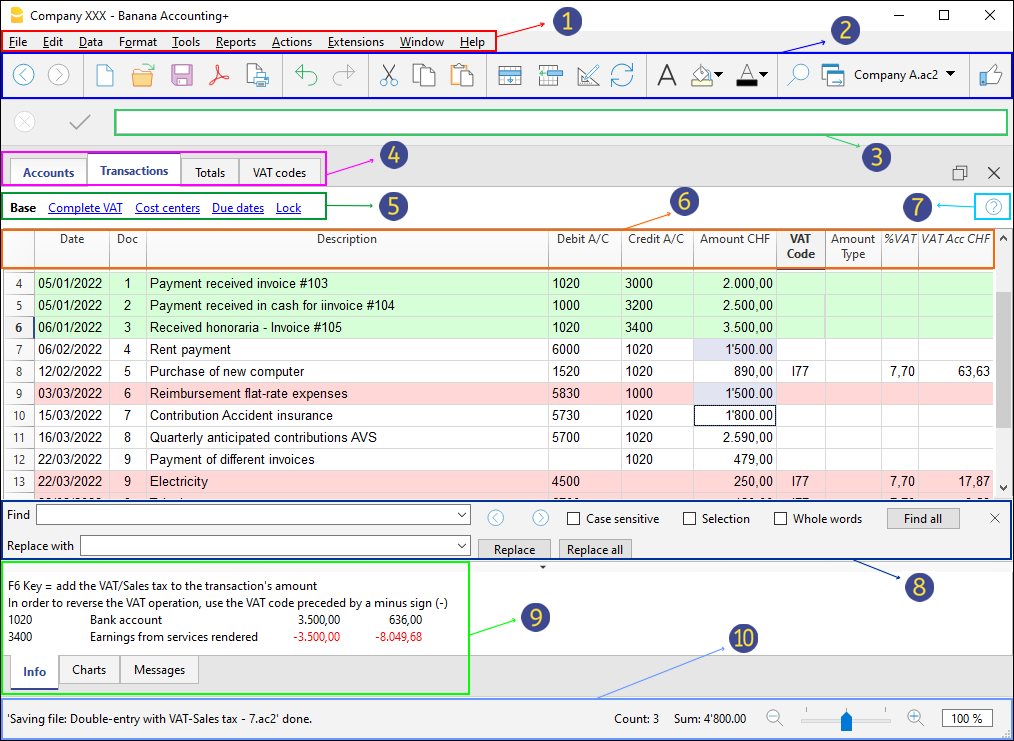 Company XXX - Banana Accounting+
File Edit Data Format Tools Reports Actions Extensions Window Help
1
2
Company A.ac2
3
4
Accounts Transactions Totals VAT codes
5
6
7
Base Complete VAT Cost centers Due dates Lock
Date Doc Description Debit A/C Credit A/C Amount CHF VAT Code Amount Type %VAT VAT Acc CHF
4 05/01/2022 1 Payment received invoice #103 1020 3000 2.000,00
5 05/01/2022 2 Payment received in cash for iinvoice #104 1000 3200 2.500,00
6 06/01/2022 3 Received honoraria - Invoice #105 1020 3400 3.500,00
7 06/02/2022 4 Rent payment 6000 1020 1'500.00
8 12/02/2022 5 Purchase of new computer 1520 1020 890,00 I77 7,70 63,63
9 03/03/2022 6 Reimbursement flat-rate expenses 5830 1000 1'500.00
10 15/03/2022 7 Contribution Accident insurance 5730 1020 1'800.00
11 16/03/2022 8 Quarterly anticipated contributions AVS 5700 1020 2.590,00
12 22/03/2022 9 Payment of different invoices 1020 479,00
13 22/03/2022 9 Electricity 4500 250,00 I77 7,70 17,87
Find Case sensitive Selection Whole words Find all
Replace with Replace Replace all
8
F6 Key = add the VAT/Sales tax to the transaction's amount
In order to reverse the VAT operation, use the VAT code preceded by a minus sign (-)
1020 Bank account 3.500,00 636,00
3400 Earnings from services rendered -3.500,00 -8.049,68
9
10
Info Charts Messages
'Saving file: Double-entry with VAT-Sales tax - 7.ac2' done. Count: 3 Sum: 4'800.00 100 %